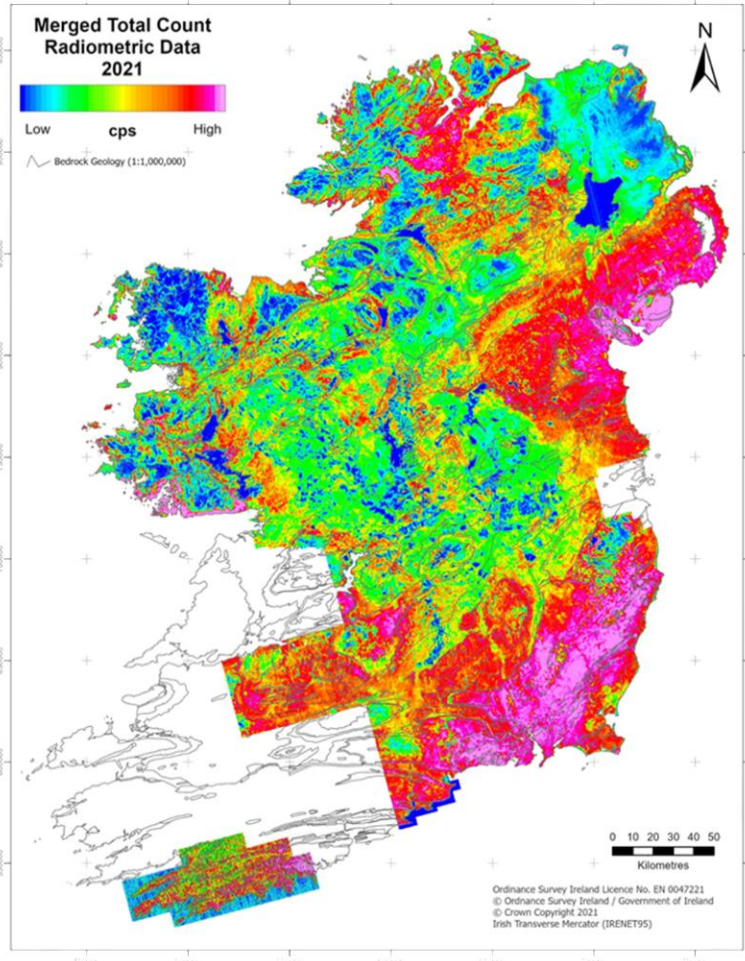 Merged Total Count
Radiometric Data
2021
N
Low
cps
High
Bedrock Geology (1:1,000,000)
0 10 20 30 40 50
Kilometres
Ordinance Survey Ireland Licence No. EN 0047221
© Ordnance Survey Ireland / Government of Ireland
© Crown Copyright 2021
Irish Transverse Mercator (IRENET95)